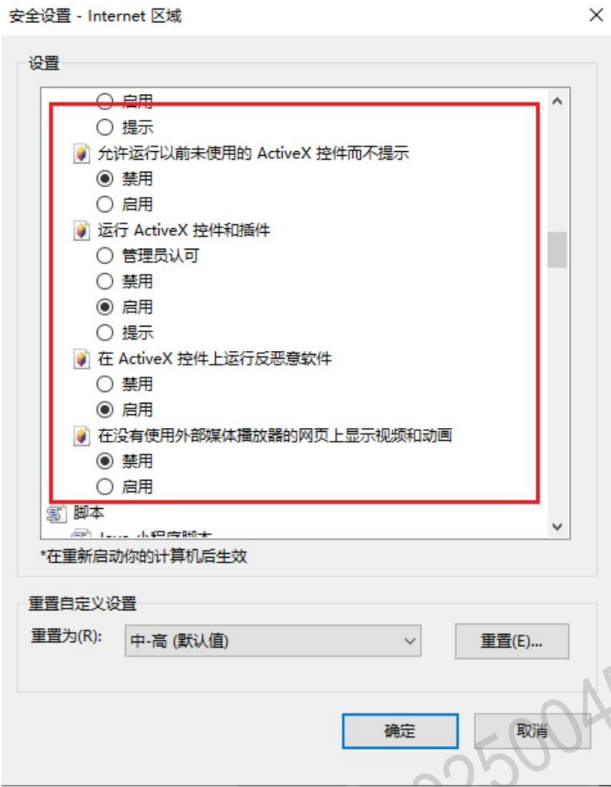 安全设置 - Internet 区域
设置
启用
提示
允许运行以前未使用的 ActiveX 控件而不提示
禁用
启用
运行 ActiveX 控件和插件
管理员认可
禁用
启用
提示
在 ActiveX 控件上运行反恶意软件
禁用
启用
在没有使用外部媒体播放器的网页上显示视频和动画
禁用
启用
脚本
Java 小程序脚本
*在重新启动你的计算机后生效
重置自定义设置
重置为(R):
中-高 (默认值)
重置(E)...
确定
取消